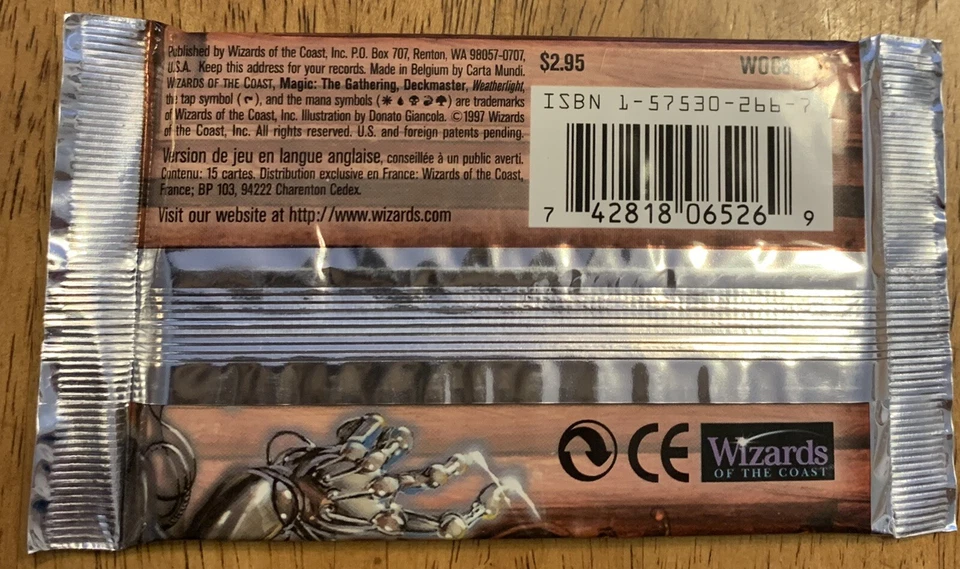 Published by Wizards of the Coast, Inc. P.O. Box 707, Renton, WA 98057-0707,
U.S.A. Keep this address for your records. Made in Belgium by Carta Mundi.
WIZARDS OF THE COAST, Magic: The Gathering, Deckmaster, Weatherlight,
the tap symbol ( ), and the mana symbols ( ) are trademarks
of Wizards of the Coast, Inc. Illustration by Donato Giancola. ©1997 Wizards
of the Coast, Inc. All rights reserved. U.S. and foreign patents pending.
Version de jeu en langue anglaise, conseillée à un public averti.
Contenu: 15 cartes. Distribution exclusive en France: Wizards of the Coast,
France; BP 103, 94222 Charenton Cedex.
Visit our website at http://www.wizards.com
$2.95
ISBN 1-57530-266-7
7 42818 06526 9
CE
Wizards
OF THE COAST